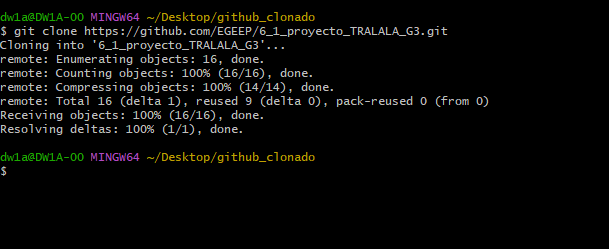 dw1a@DW1A-00 MINGW64 ~/Desktop/github_clonado
$ git clone https://github.com/EGEEP/6_1_proyecto_TRALALA_G3.git
Cloning into '6_1_proyecto_TRALALA_G3'...
remote: Enumerating objects: 16, done.
remote: Counting objects: 100% (16/16), done.
remote: Compressing objects: 100% (14/14), done.
remote: Total 16 (delta 1), reused 9 (delta 0), pack-reused 0 (from 0)
Receiving objects: 100% (16/16), done.
Resolving deltas: 100% (1/1), done.
dw1a@DW1A-00 MINGW64 ~/Desktop/github_clonado
$